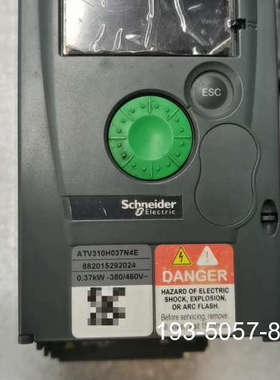 ESC
Schneider
Electric
ATV310H037N4E
882015292024
0.37kW -380/460V~
DANGER
HAZARD OF ELECTRIC
SHOCK, EXPLOSION,
OR ARC FLASH.
Before servicing, remove
193-5057-8